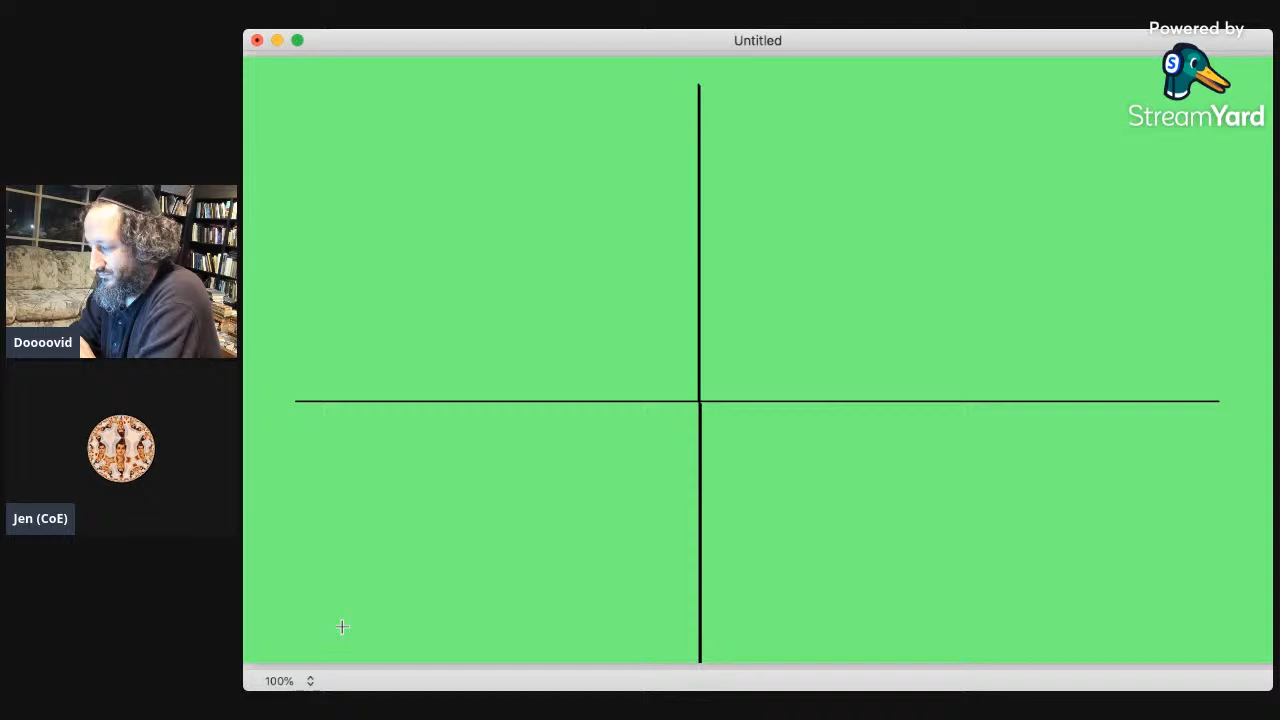 Untitled
Powered by
S
StreamYard
Doooovid
Jen (CoE)
100%